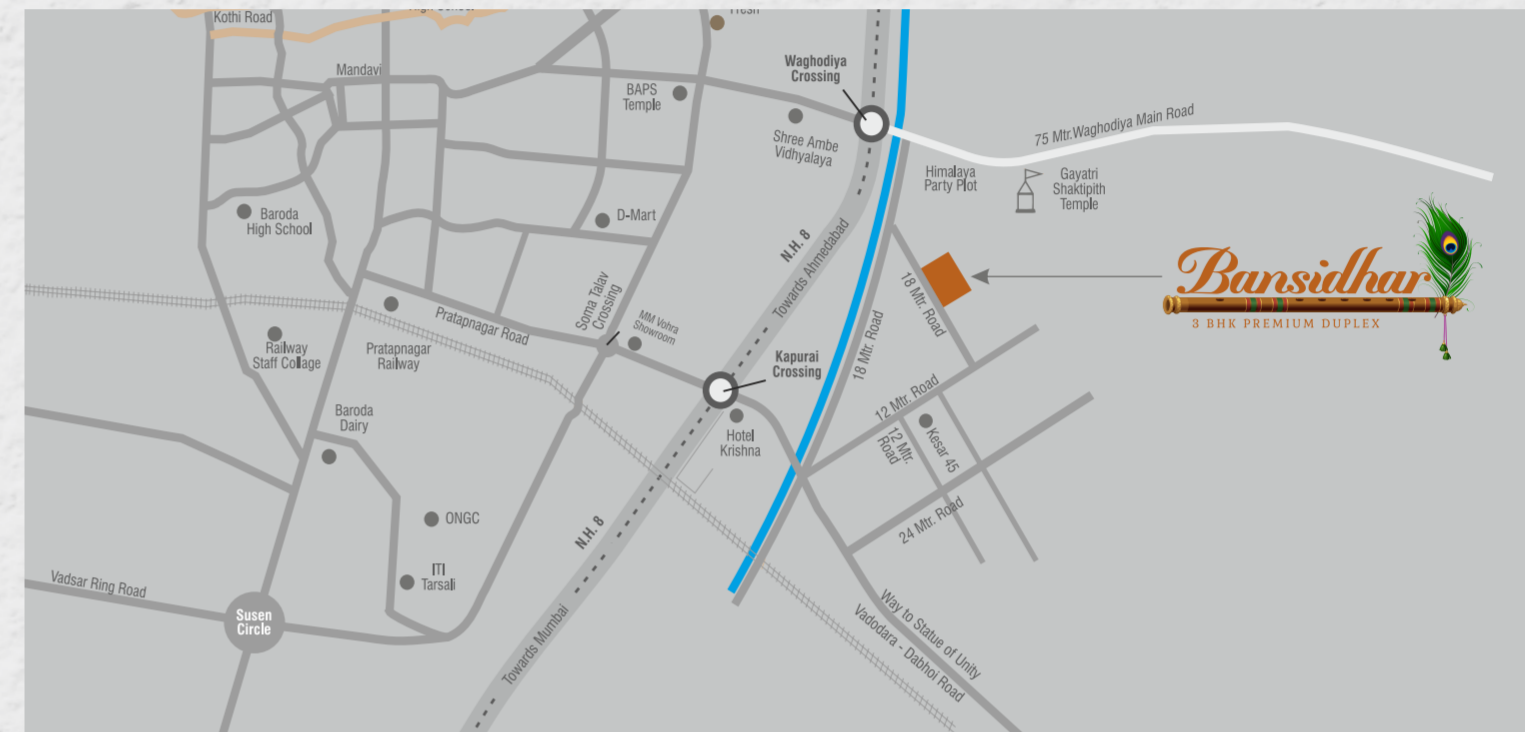 Kothi Road
High School
Fresh
Mandavi
Waghodiya
Crossing
BAPS
Temple
Shree Ambe
Vidhyalaya
75 Mtr.Waghodiya Main Road
Himalaya
Party Plot
Gayatri
Shaktipith
Temple
Baroda
High School
D-Mart
N.H. 8
Towards Ahmedabad
18 Mtr. Road
Bansidhar
3 BHK PREMIUM DUPLEX
Soma Talav
Crossing
MM Vohra
Showroom
Pratapnagar Road
Railway
Staff Collage
Pratapnagar
Railway
18 Mtr. Road
Kapurai
Crossing
Baroda
Dairy
Hotel
Krishna
12 Mtr. Road
12 Mtr.
Road
Kesar 45
24 Mtr. Road
ONGC
N.H. 8
ITI
Tarsali
Vadsar Ring Road
Susen
Circle
Towards Mumbai
Way to Statue of Unity
Vadodara - Dabhoi Road